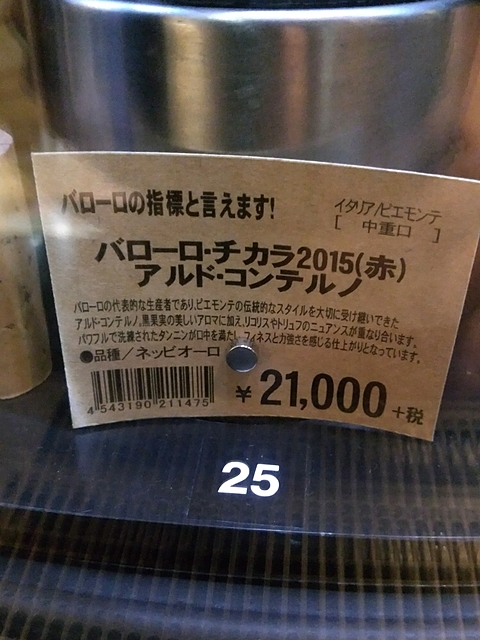 バローロの指標と言えます!
イタリア/ピエモンテ
[ 中重口 ]
バローロ・チカラ2015(赤)
アルド・コンテルノ
バローロの代表的な生産者であり、ピエモンテの伝統的なスタイルを大切に受け継いできた
アルド・コンテルノ。黒果実の美しいアロマに加え、リコリスやトリュフのニュアンスが重なり合います。
パワフルで洗練されたタンニンが口中を満たし、フィネスと力強さを感じる仕上がりとなっています。
●品種/ネッビオーロ
4 543190 211475
¥21,000+税
25